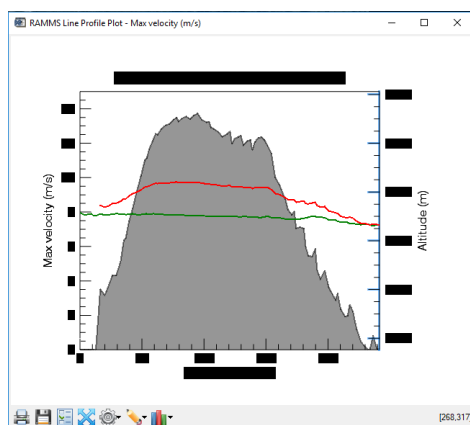 RAMMS Line Profile Plot - Max velocity (m/s)
Max velocity (m/s)
Altitude (m)
[268,317]